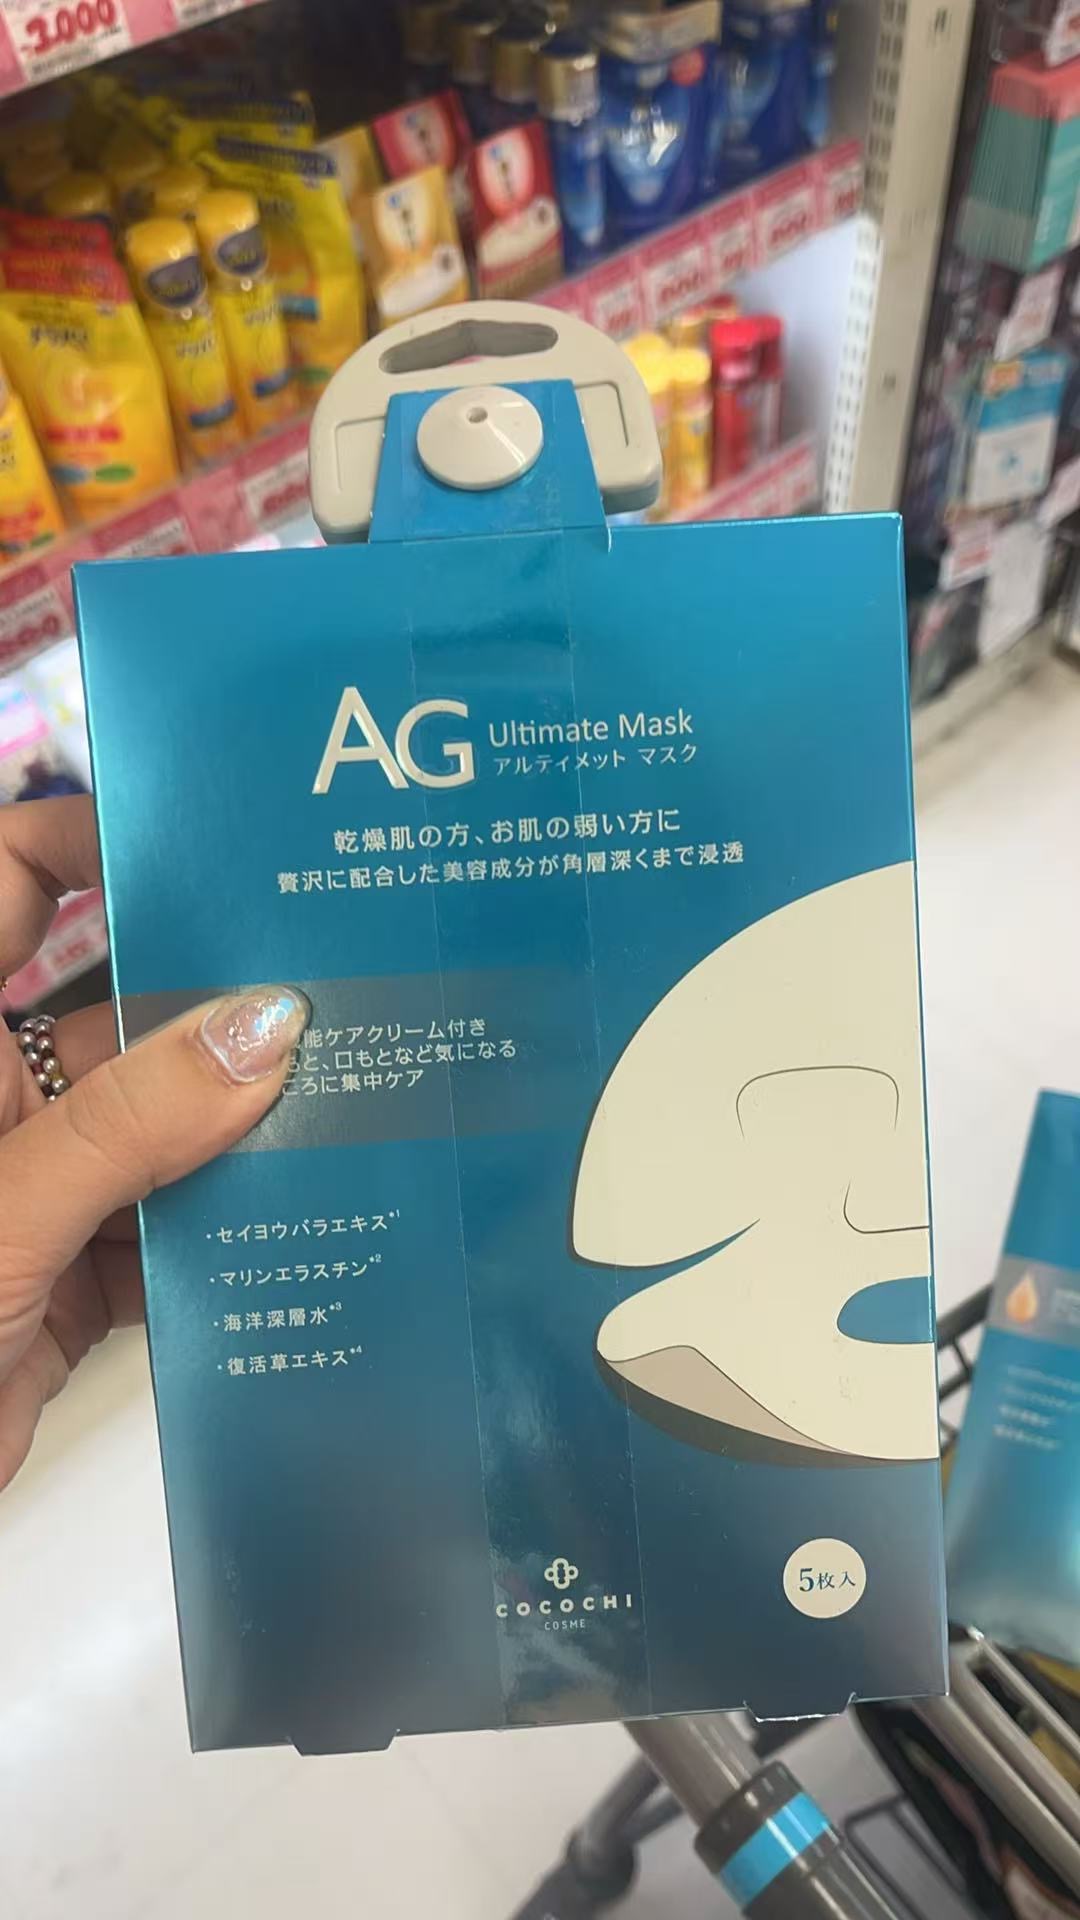 3.000
AG Ultimate Mask
アルティメット マスク
乾燥肌の方、お肌の弱い方に
贅沢に配合した美容成分が角層深くまで浸透
能ケアクリーム付き
もと、口もとなど気になる
ころに集中ケア
・セイヨウバラエキス*1
・マリンエラスチン*2
・海洋深層水*3
・復活草エキス*4
5枚入
COCOCHI
COSME